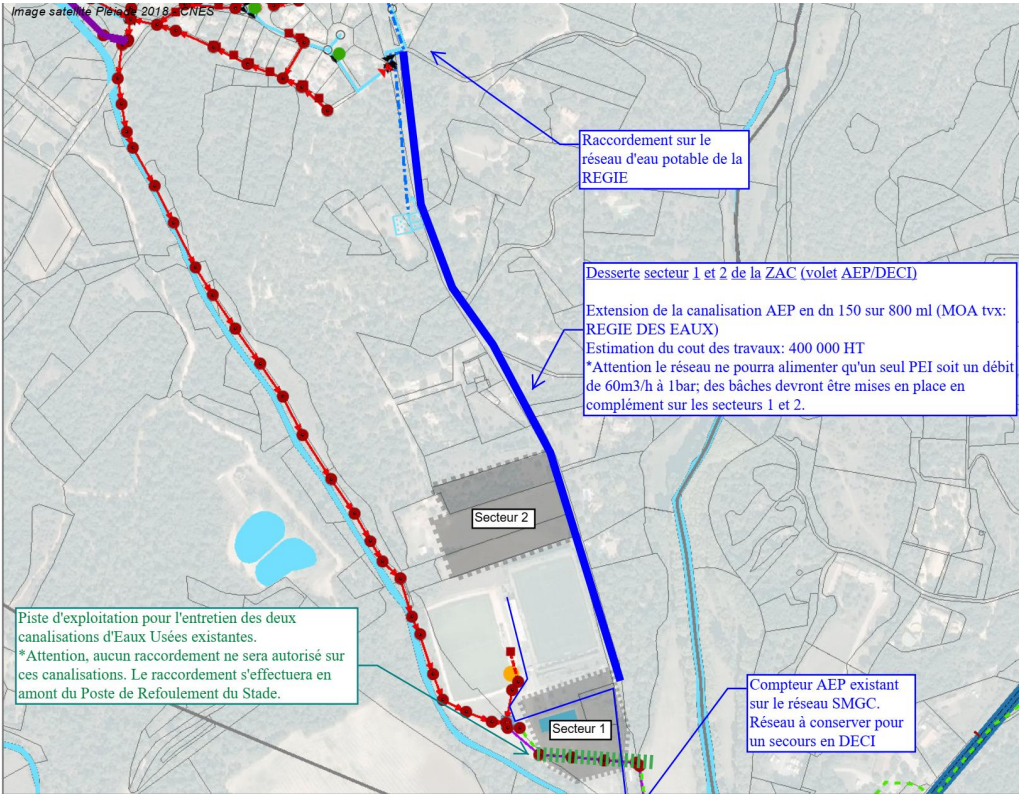 Image satellite Pléiade 2018 - CNES
Raccordement sur le
réseau d'eau potable de la
REGIE
Desserte secteur 1 et 2 de la ZAC (volet AEP/DECI)
Extension de la canalisation AEP en dn 150 sur 800 ml (MOA tvx:
REGIE DES EAUX)
Estimation du cout des travaux: 400 000 HT
*Attention le réseau ne pourra alimenter qu'un seul PEI soit un débit
de 60m3/h à 1bar; des bâches devront être mises en place en
complément sur les secteurs 1 et 2.
Secteur 2
Piste d'exploitation pour l'entretien des deux
canalisations d'Eaux Usées existantes.
*Attention, aucun raccordement ne sera autorisé sur
ces canalisations. Le raccordement s'effectuera en
amont du Poste de Refoulement du Stade.
Secteur 1
Compteur AEP existant
sur le réseau SMGC.
Réseau à conserver pour
un secours en DECI